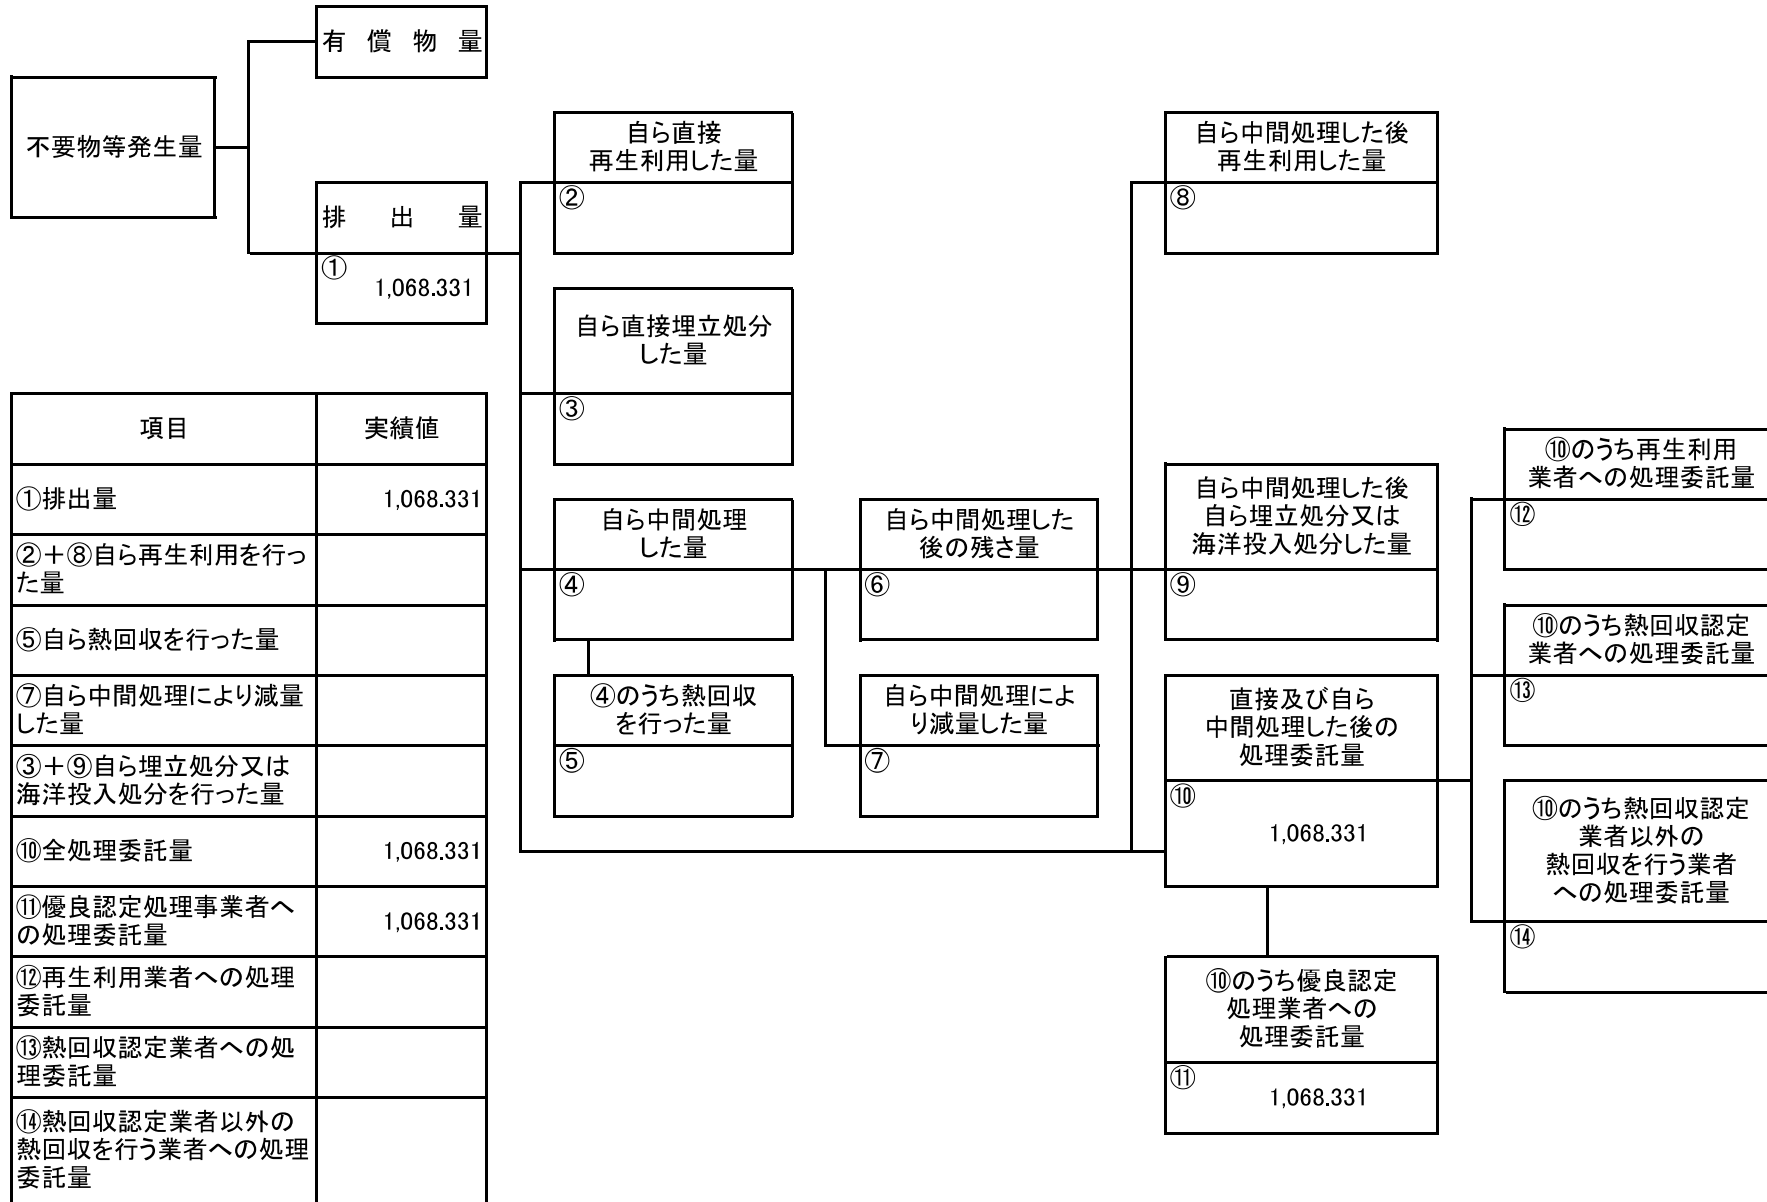 有償物量
不要物等発生量
排出量
①
1,068.331
自ら直接
再生利用した量
②
自ら直接埋立処分
した量
③
自ら中間処理
した量
④
④のうち熱回収
を行った量
⑤
自ら中間処理した
後の残さ量
⑥
自ら中間処理によ
り減量した量
⑦
自ら中間処理した後
再生利用した量
⑧
自ら中間処理した後
自ら埋立処分又は
海洋投入処分した量
⑨
直接及び自ら
中間処理した後の
処理委託量
⑩
1,068.331
⑩のうち優良認定
処理業者への
処理委託量
⑪
1,068.331
⑩のうち再生利用
業者への処理委託量
⑫
⑩のうち熱回収認定
業者への処理委託量
⑬
⑩のうち熱回収認定
業者以外の
熱回収を行う業者
への処理委託量
⑭
項目 実績値
①排出量 1,068.331
②+⑧自ら再生利用を行っ
た量
⑤自ら熱回収を行った量
⑦自ら中間処理により減量
した量
③+⑨自ら埋立処分又は
海洋投入処分を行った量
⑩全処理委託量 1,068.331
⑪優良認定処理事業者へ
の処理委託量 1,068.331
⑫再生利用業者への処理
委託量
⑬熱回収認定業者への処
理委託量
⑭熱回収認定業者以外の
熱回収を行う業者への処理
委託量